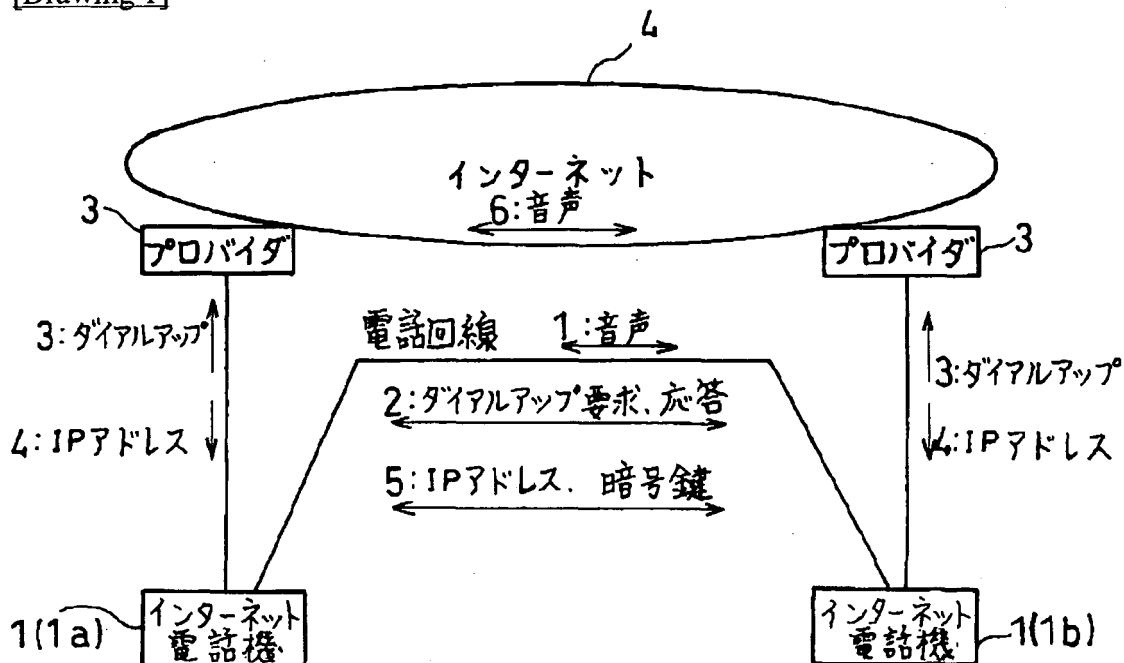 [Drawing 1]
4
インターネット
6:音声
3
プロバイダ
プロバイダ
3
3:ダイアルアップ
電話回線
1:音声
3:ダイアルアップ
2:ダイアルアップ要求、応答
4:IPアドレス
4:IPアドレス
5:IPアドレス、暗号鍵
1(1a)
インターネット
電話機
インターネット
電話機
1(1b)